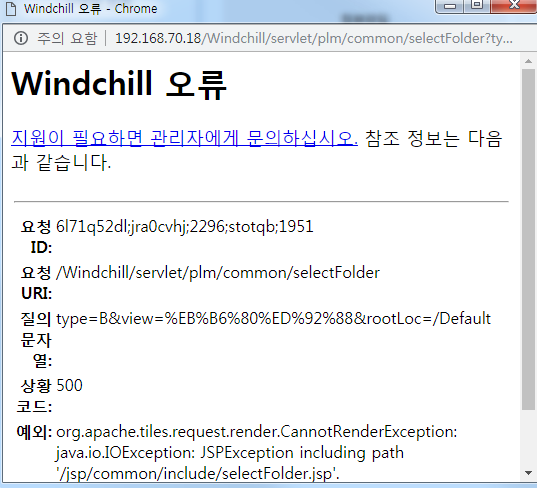 Windchill 오류 - Chrome
주의 요함 | 192.168.70.18/Windchill/servlet/plm/common/selectFolder?ty...
Windchill 오류
지원이 필요하면 관리자에게 문의하십시오. 참조 정보는 다음
과 같습니다.
요청 6l71q52dl;jra0cvhj;2296;stotqb;1951
ID:
요청 /Windchill/servlet/plm/common/selectFolder
URI:
질의 type=B&view=%EB%B6%80%ED%92%88&rootLoc=/Default
문자
열:
상황 500
코드:
예외: org.apache.tiles.request.render.CannotRenderException:
java.io.IOException: JSPException including path
'/jsp/common/include/selectFolder.jsp'.